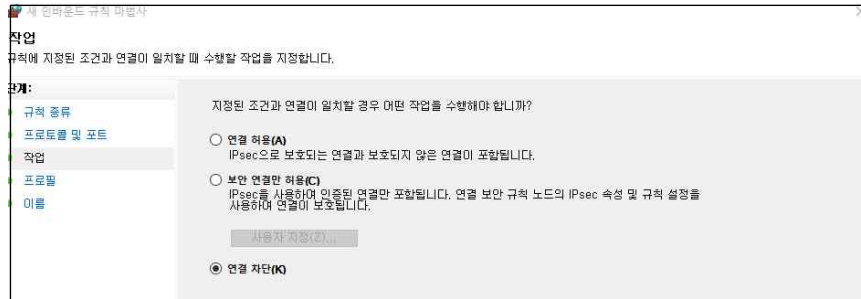 새 인바운드 규칙 마법사
작업
규칙에 지정된 조건과 연결이 일치할 때 수행할 작업을 지정합니다.
단계:
규칙 종류
프로토콜 및 포트
작업
프로필
이름
지정된 조건과 연결이 일치할 경우 어떤 작업을 수행해야 합니까?
연결 허용(A)
IPsec으로 보호되는 연결과 보호되지 않은 연결이 포함됩니다.
보안 연결만 허용(C)
IPsec을 사용하여 인증된 연결만 포함됩니다. 연결 보안 규칙 노드의 IPsec 속성 및 규칙 설정을
사용하여 연결이 보호됩니다.
사용자 지정(Z)...
연결 차단(K)